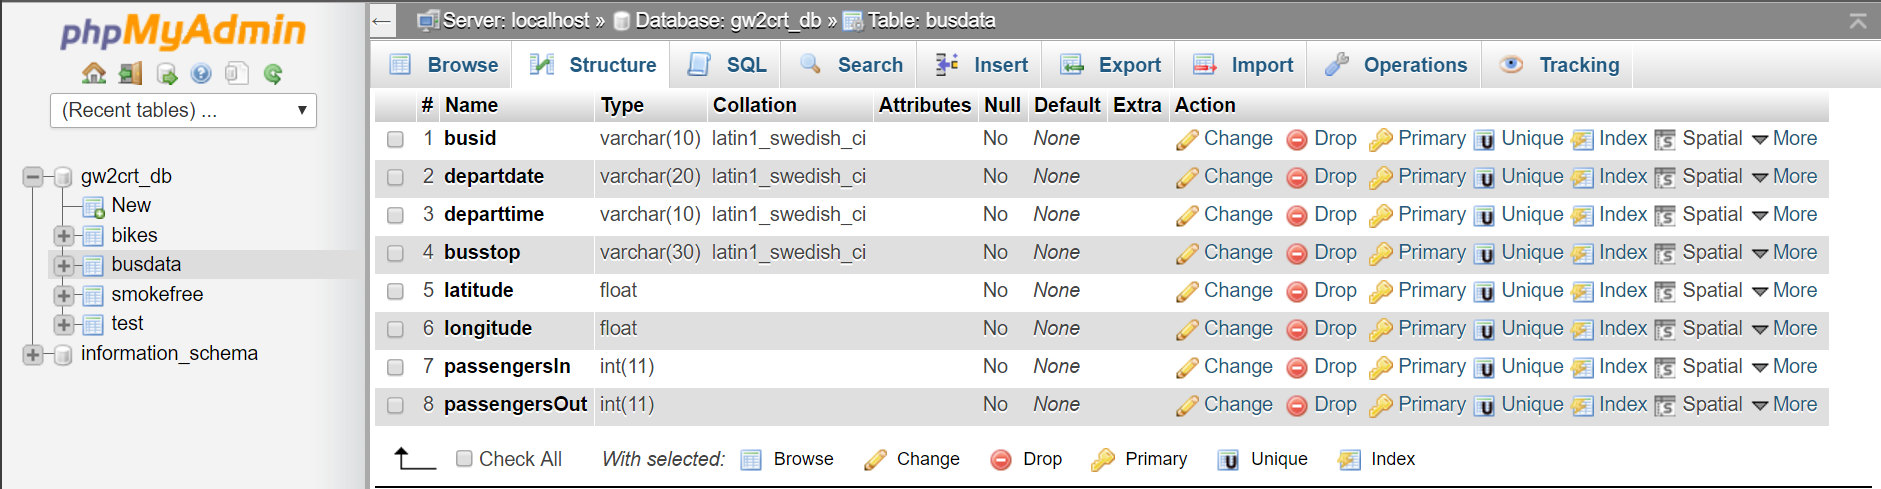 phpMyAdmin
(Recent tables) ...
gw2crt_db
New
bikes
busdata
smokefree
test
information_schema
Server: localhost » Database: gw2crt_db » Table: busdata
Browse Structure SQL Search Insert Export Import Operations Tracking
# Name Type Collation Attributes Null Default Extra Action
1 busid varchar(10) latin1_swedish_ci No None Change Drop Primary Unique Index Spatial More
2 departdate varchar(20) latin1_swedish_ci No None Change Drop Primary Unique Index Spatial More
3 departtime varchar(10) latin1_swedish_ci No None Change Drop Primary Unique Index Spatial More
4 busstop varchar(30) latin1_swedish_ci No None Change Drop Primary Unique Index Spatial More
5 latitude float No None Change Drop Primary Unique Index Spatial More
6 longitude float No None Change Drop Primary Unique Index Spatial More
7 passengersIn int(11) No None Change Drop Primary Unique Index Spatial More
8 passengersOut int(11) No None Change Drop Primary Unique Index Spatial More
Check All With selected: Browse Change Drop Primary Unique Index